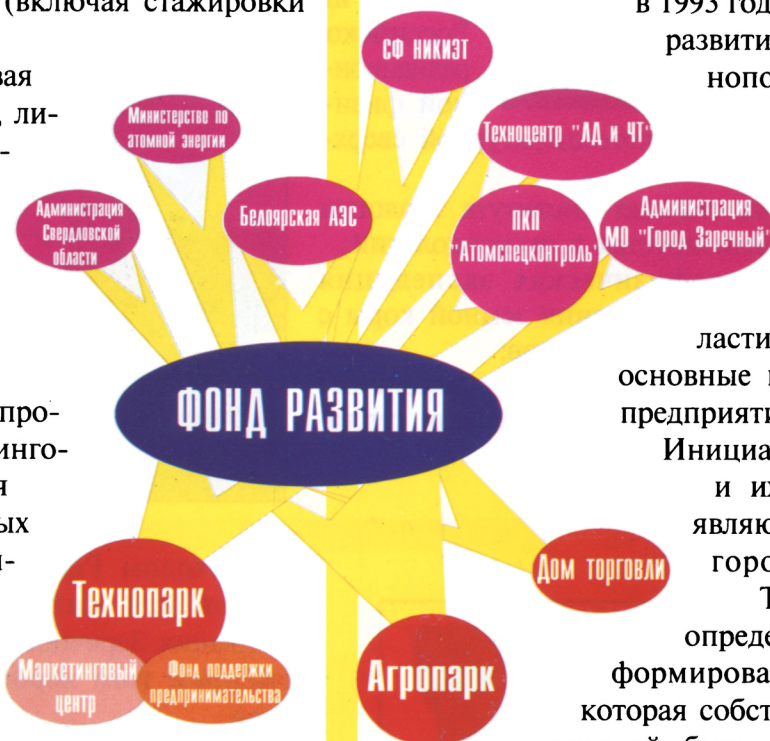 (включая стажировки
в 1993 год
развити
нопо
вая
ли-
СФ НИКИЭТ
Министерство по
атомной энергии
Техноцентр "ЛД и ЧТ"
Администрация
Свердловской
области
Белоярская АЭС
ПКП
"Атомспецконтроль"
Администрация
МО "Город Заречный"
ФОНД РАЗВИТИЯ
ласти
основные
предприяти
Инициа
и их
являю
горо
Т
опреде
формирова
которая собст
про-
инго-
я
ых
Дом торговли
Технопарк
Маркетинговый
центр
Фонд поддержки
предпринимательства
Агропарк